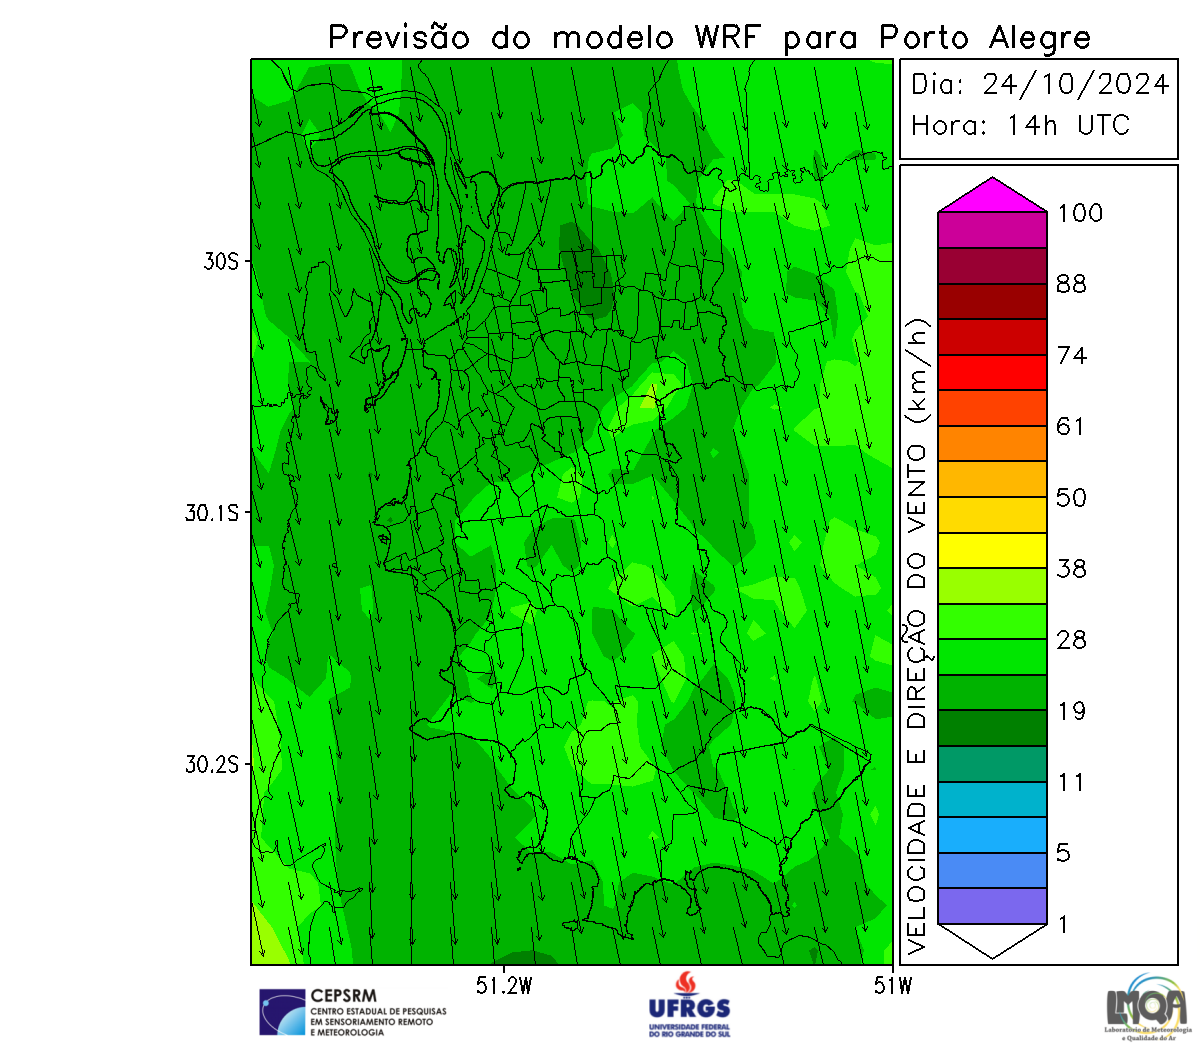 Previsão do modelo WRF para Porto Alegre
Dia: 24/10/2024
Hora: 14h UTC
VELOCIDADE E DIREÇÃO DO VENTO (km/h)
100
88
74
61
50
38
28
19
11
5
1
30S
30.1S
30.2S
51.2W
51W
CEPSRM
CENTRO ESTADUAL DE PESQUISAS
EM SENSORIAMENTO REMOTO
E METEOROLOGIA
UFRGS
UNIVERSIDADE FEDERAL
DO RIO GRANDE DO SUL
LMQA
Laboratório de Meteorologia
e Qualidade do Ar